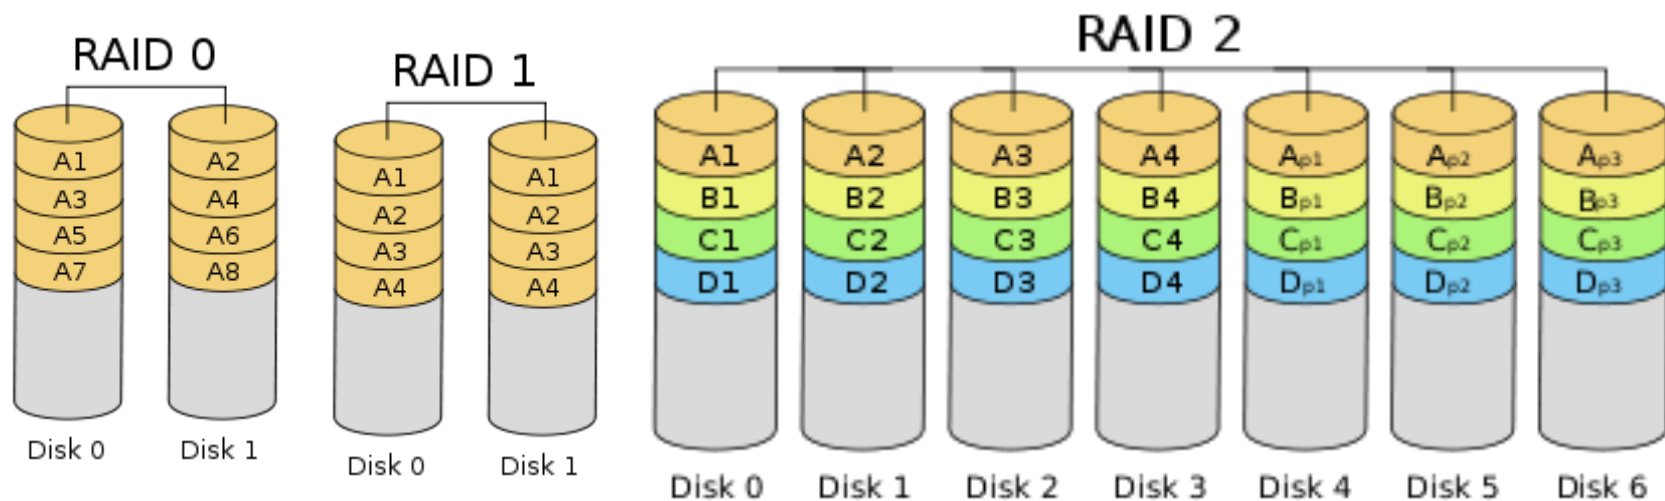 RAID 0
A1 A2
A3 A4
A5 A6
A7 A8
Disk 0 Disk 1
RAID 1
A1 A1
A2 A2
A3 A3
A4 A4
Disk 0 Disk 1
RAID 2
A1 A2 A3 A4 Ap1 Ap2 Ap3
B1 B2 B3 B4 Bp1 Bp2 Bp3
C1 C2 C3 C4 Cp1 Cp2 Cp3
D1 D2 D3 D4 Dp1 Dp2 Dp3
Disk 0 Disk 1 Disk 2 Disk 3 Disk 4 Disk 5 Disk 6